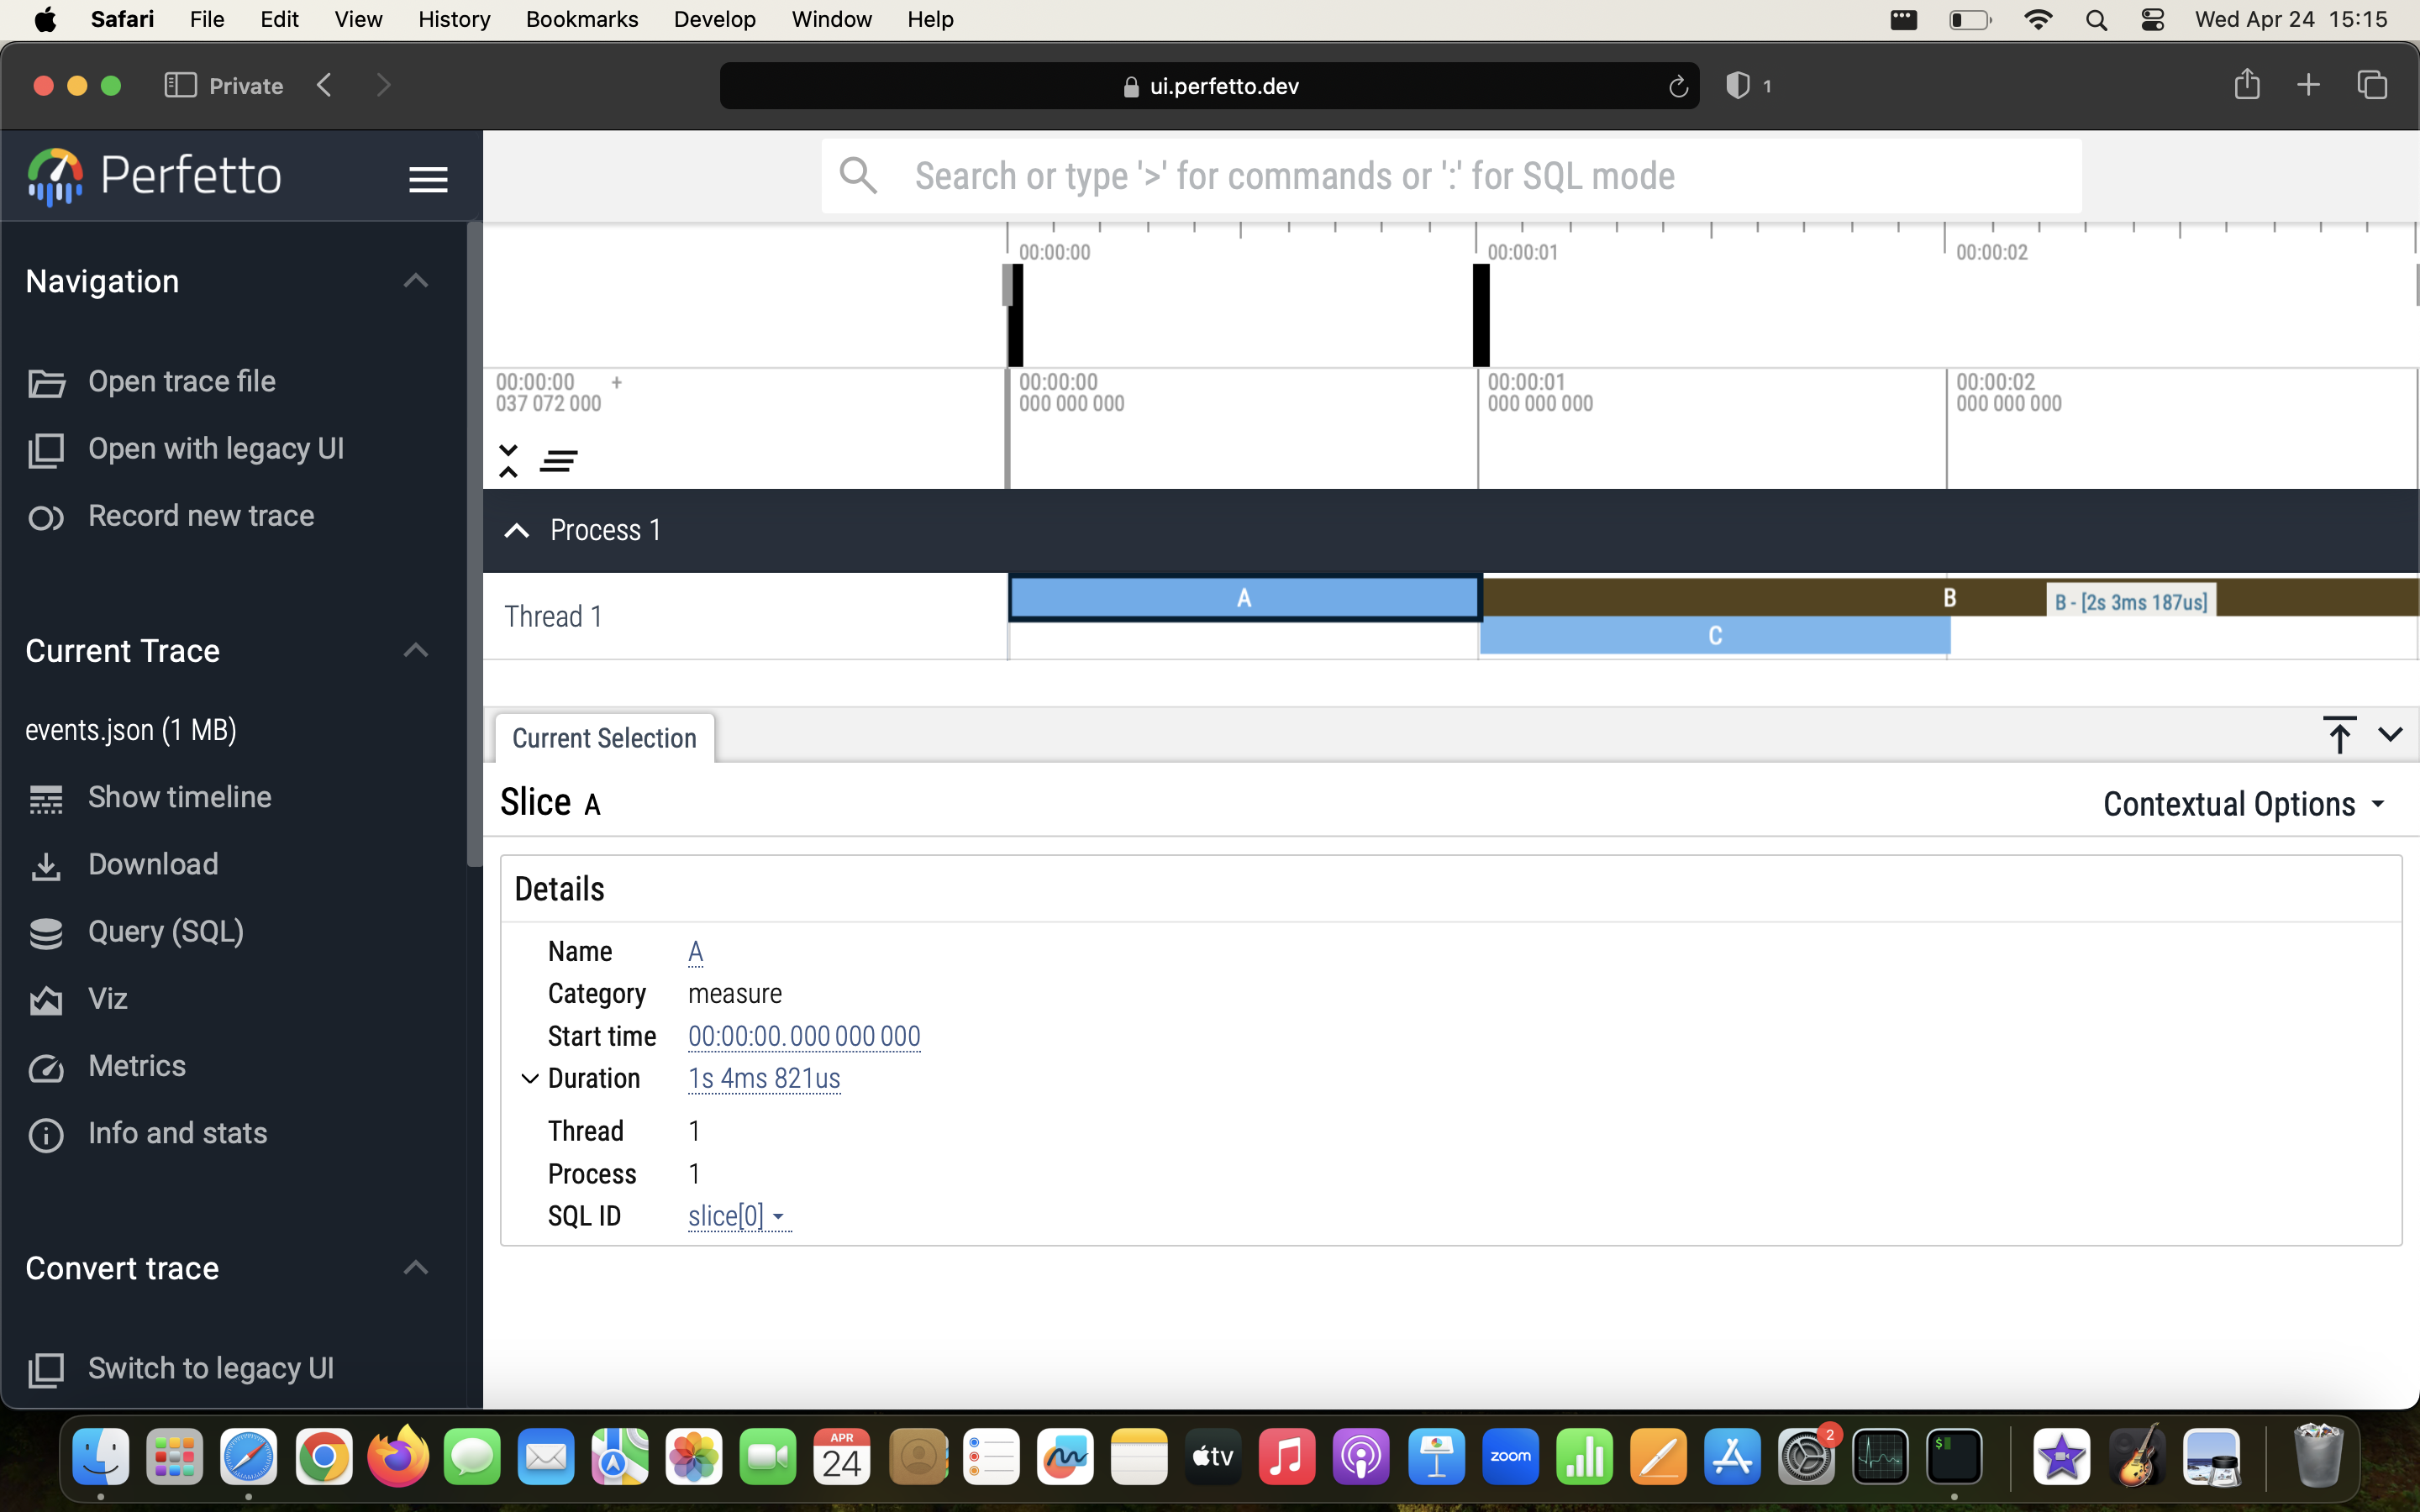 Safari File Edit View History Bookmarks Develop Window Help Wed Apr 24 15:15
Private ui.perfetto.dev 1
Perfetto
Search or type '>' for commands or ':' for SQL mode
Navigation
Open trace file
Open with legacy UI
Record new trace
Current Trace
events.json (1 MB)
Show timeline
Download
Query (SQL)
Viz
Metrics
Info and stats
Convert trace
Switch to legacy UI
00:00:00 00:00:01 00:00:02
00:00:00 + 00:00:00 00:00:01 00:00:02
037 072 000 000 000 000 000 000 000 000 000 000
Process 1
Thread 1
A B B - [2s 3ms 187us]
C
Current Selection
Slice A Contextual Options
Details
Name A
Category measure
Start time 00:00:00.000 000 000
Duration 1s 4ms 821us
Thread 1
Process 1
SQL ID slice[0]
APR
24
tv
zoom
2
$